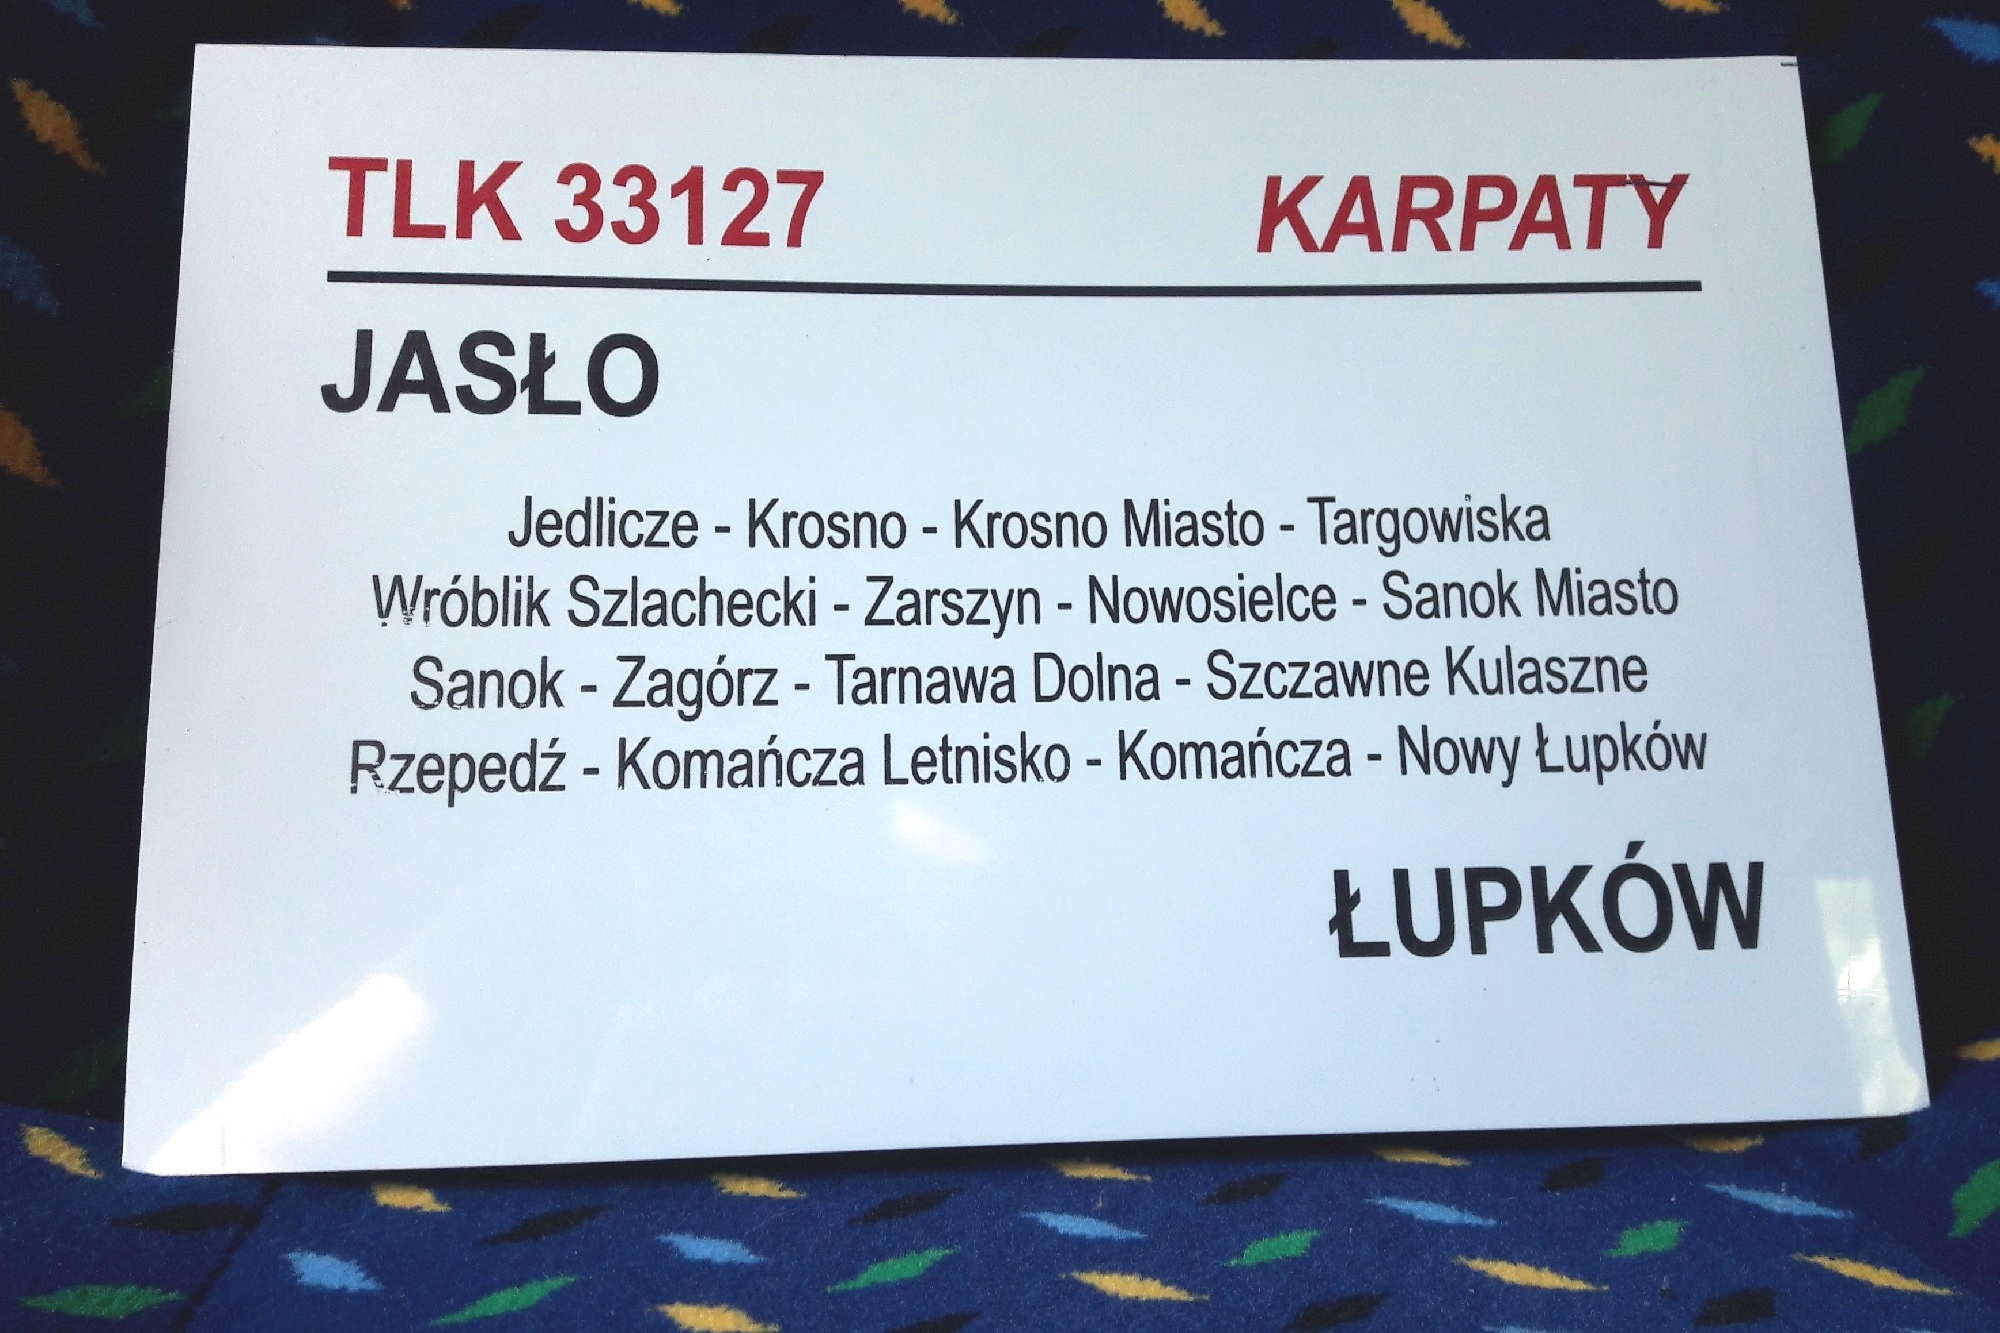 TLK 33127 KARPATY
JASŁO
Jedlicze - Krosno - Krosno Miasto - Targowiska
Wróblik Szlachecki - Zarszyn - Nowosielce - Sanok Miasto
Sanok - Zagórz - Tarnawa Dolna - Szczawne Kulaszne
Rzepedź - Komańcza Letnisko - Komańcza - Nowy Łupków
ŁUPKÓW